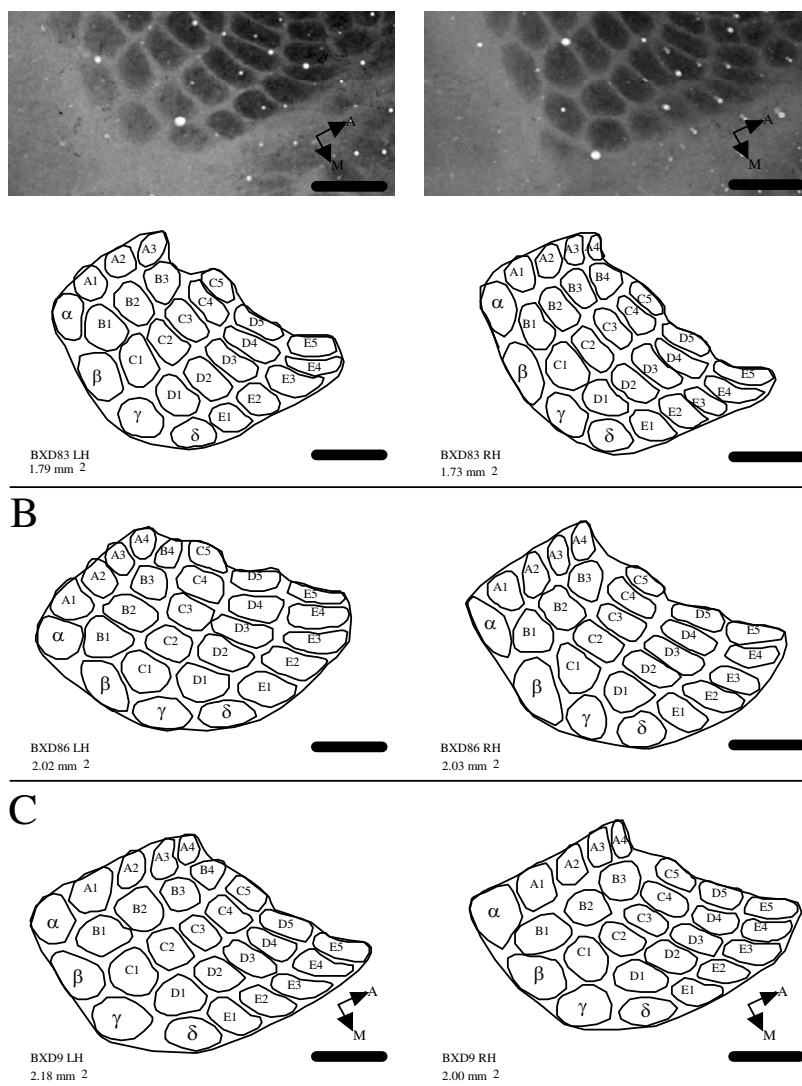 A
M
A
M
A3
A2
A1
B3
C5
B2
C4
α
B1
C3
D5
C2
D4
E5
C1
D3
E4
β
D2
E3
D1
E2
γ
E1
δ
BXD83 LH
1.79 mm 2
A3 A4
A2
A1
B4
B3
C5
α
B2
C4
B1
C3
D5
C2
D4
β
C1
D3
E5
D2
E4
D1
E3
γ
E2
δ
E1
BXD83 RH
1.73 mm 2
B
A4
A3
B4
C5
A2
B3
C4
D5
A1
E5
B2
C3
D4
E4
α
B1
C2
D3
E3
D2
E2
β
C1
D1
E1
γ
δ
BXD86 LH
2.02 mm 2
A4
A3
A2
B3
C5
A1
C4
B2
D5
α
C3
E5
B1
C2
D4
D3
E4
β
C1
D2
E3
D1
E2
γ
E1
δ
BXD86 RH
2.03 mm 2
C
A4
A3
A2
B4
A1
B3
C5
α
B2
C4
D5
B1
C3
C2
D4
E5
D3
E4
β
C1
D2
E3
D1
E2
γ
E1
δ
A
M
BXD9 LH
2.18 mm 2
A3
A4
A2
A1
B3
C5
D5
C4
E5
α
B2
C3
D4
E4
B1
C2
D3
E3
β
C1
D2
E2
D1
E1
γ
δ
A
M
BXD9 RH
2.00 mm 2